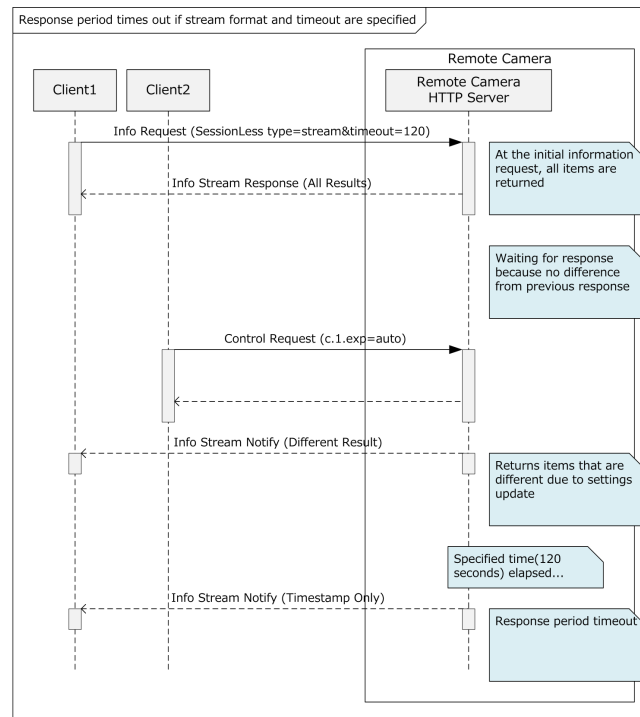 Response period times out if stream format and timeout are specified
Remote Camera
Client1
Client2
Remote Camera
HTTP Server
Info Request (SessionLess type=stream&timeout=120)
At the initial information
request, all items are
returned
Info Stream Response (All Results)
Waiting for response
because no difference
from previous response
Control Request (c.1.exp=auto)
Info Stream Notify (Different Result)
Returns items that are
different due to settings
update
Specified time(120
seconds) elapsed...
Info Stream Notify (Timestamp Only)
Response period timeout